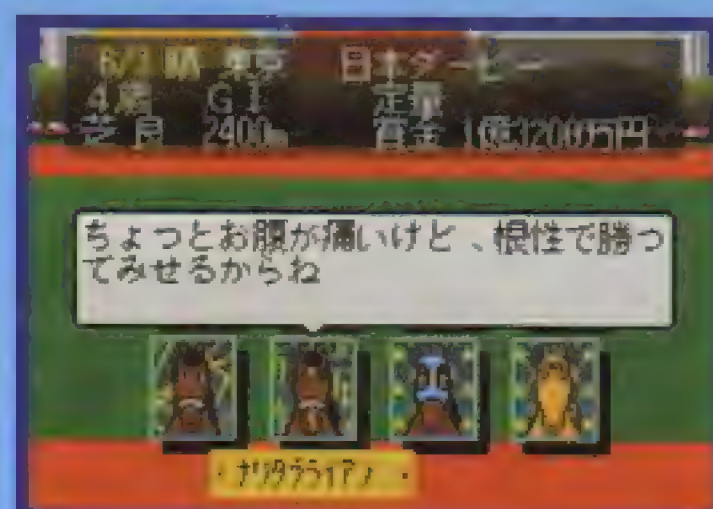 東京 日本ダービー
4歳 GⅠ 定量
芝 良 2400m 賞金 1億3200万円
ちょっとお腹が痛いけど、根性で勝っ
てみせるからね
ナリタブライアン